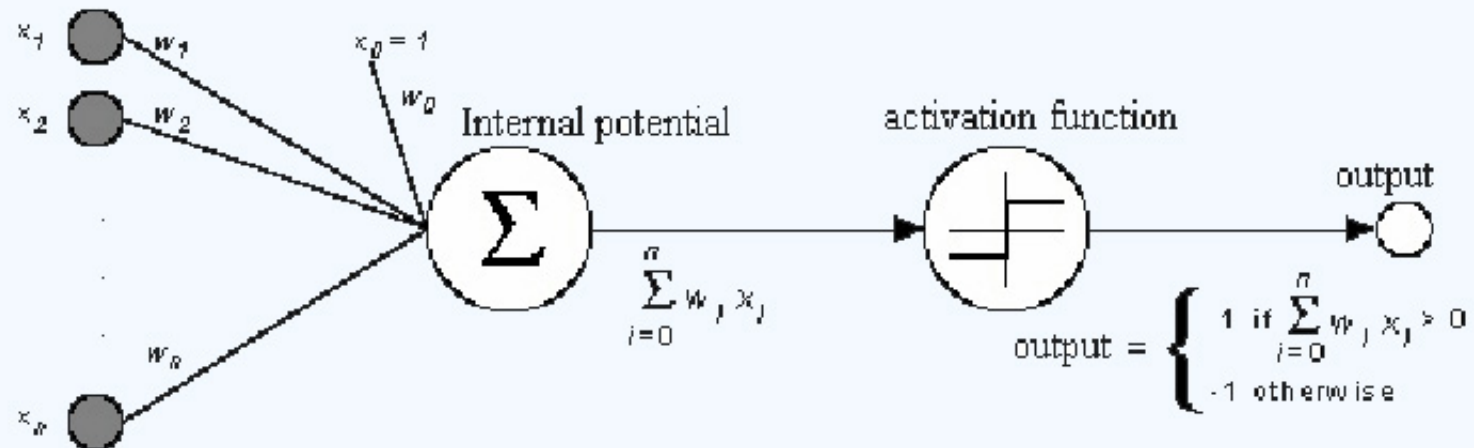 x₁
w₁
x₀ = 1
w₀
x₂
w₂
Internal potential
activation function
output
wₙ
xₙ
n
∑ wᵢ xᵢ
i=0
output = { 1 if ∑ wᵢ xᵢ > 0
n
i=0
-1 otherwise